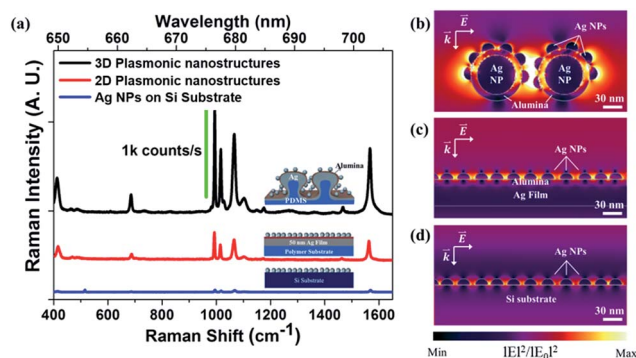 (a)
Wavelength (nm)
650 660 670 680 690 700
3D Plasmonic nanostructures
2D Plasmonic nanostructures
Ag NPs on Si Substrate
1k counts/s
Alumina
Ag
PDMS
50 nm Ag Film
Polymer Substrate
Si Substrate
Raman Intensity (A. U.)
400 600 800 1000 1200 1400 1600
Raman Shift (cm⁻¹)
(b)
E
k
Ag NPs
Ag NP
Ag NP
Alumina
30 nm
(c)
E
k
Ag NPs
Alumina
Ag Film
30 nm
(d)
E
k
Ag NPs
Si substrate
30 nm
Min |E|²/|E₀|² Max